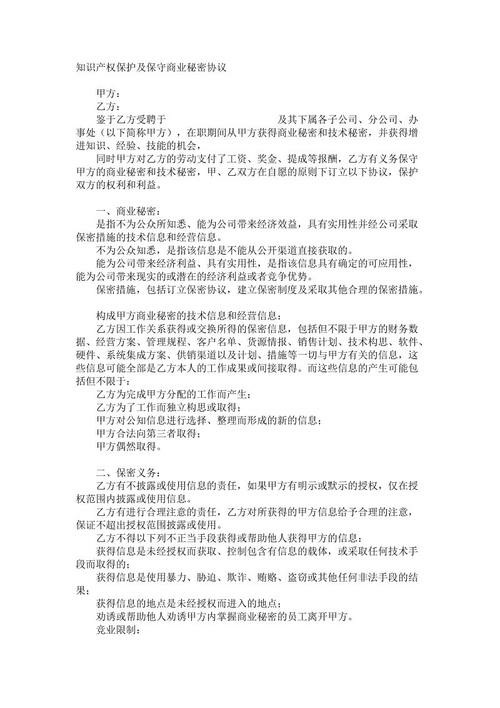 知识产权保护及保守商业秘密协议
甲方：
乙方：
鉴于乙方受聘于 及其下属各子公司、分公司、办
事处（以下简称甲方），在职期间从甲方获得商业秘密和技术秘密，并获得增
进知识、经验、技能的机会，
同时甲方对乙方的劳动支付了工资、奖金、提成等报酬，乙方有义务保守
甲方的商业秘密和技术秘密，甲、乙双方在自愿的原则下订立以下协议，保护
双方的权利和利益。
一、商业秘密：
是指不为公众所知悉、能为公司带来经济效益，具有实用性并经公司采取
保密措施的技术信息和经营信息。
不为公众知悉，是指该信息是不能从公开渠道直接获取的。
能为公司带来经济利益、具有实用性，是指该信息具有确定的可应用性，
能为公司带来现实的或潜在的经济利益或者竞争优势。
保密措施，包括订立保密协议，建立保密制度及采取其他合理的保密措施。
构成甲方商业秘密的技术信息和经营信息：
乙方因工作关系获得或交换所得的保密信息，包括但不限于甲方的财务数
据、经营方案、管理规程、客户名单、货源情报、销售计划、技术构思、软件、
硬件、系统集成方案、供销渠道以及计划、措施等一切与甲方有关的信息，这
些信息可能全部是乙方本人的工作成果或间接取得。而这些信息的产生可能包
括但不限于：
乙方为完成甲方分配的工作而产生；
乙方为了工作而独立构思或取得；
甲方对公知信息进行选择、整理而形成的新的信息；
甲方合法向第三者取得；
甲方偶然取得。
二、保密义务：
乙方有不披露或使用信息的责任，如果甲方有明示或默示的授权，仅在授
权范围内披露或使用信息。
乙方有进行合理注意的责任，乙方对所获得的甲方信息给予合理的注意，
保证不超出授权范围披露或使用。
乙方不得以下列不正当手段获得或帮助他人获得甲方的信息：
获得信息是未经授权而获取、控制包含有信息的载体，或采取任何技术手
段而取得的；
获得信息是使用暴力、胁迫、欺诈、贿赂、盗窃或其他任何非法手段的结
果；
获得信息的地点是未经授权而进入的地点；
劝诱或帮助他人劝诱甲方内掌握商业秘密的员工离开甲方。
竞业限制：